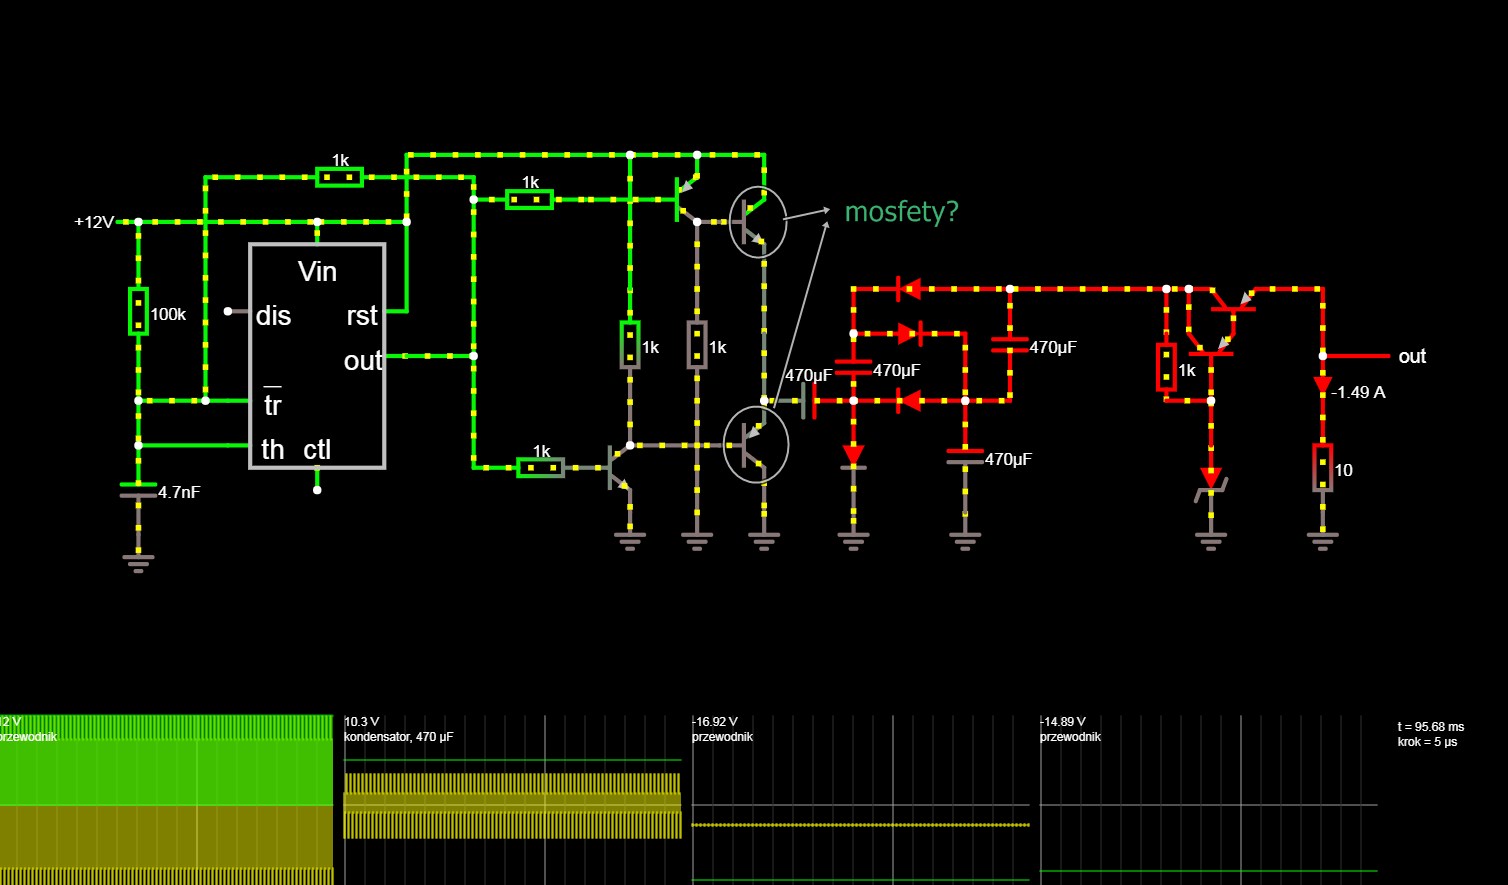 1k
1k
+12V
mosfety?
Vin
dis
rst
100k
out
tr
th
ctl
4.7nF
1k
1k
1k
470µF
470µF
470µF
470µF
1k
out
-1.49 A
10
2 V
przewodnik
10.3 V
kondensator, 470 µF
-16.92 V
przewodnik
-14.89 V
przewodnik
t = 95.68 ms
krok = 5 µs